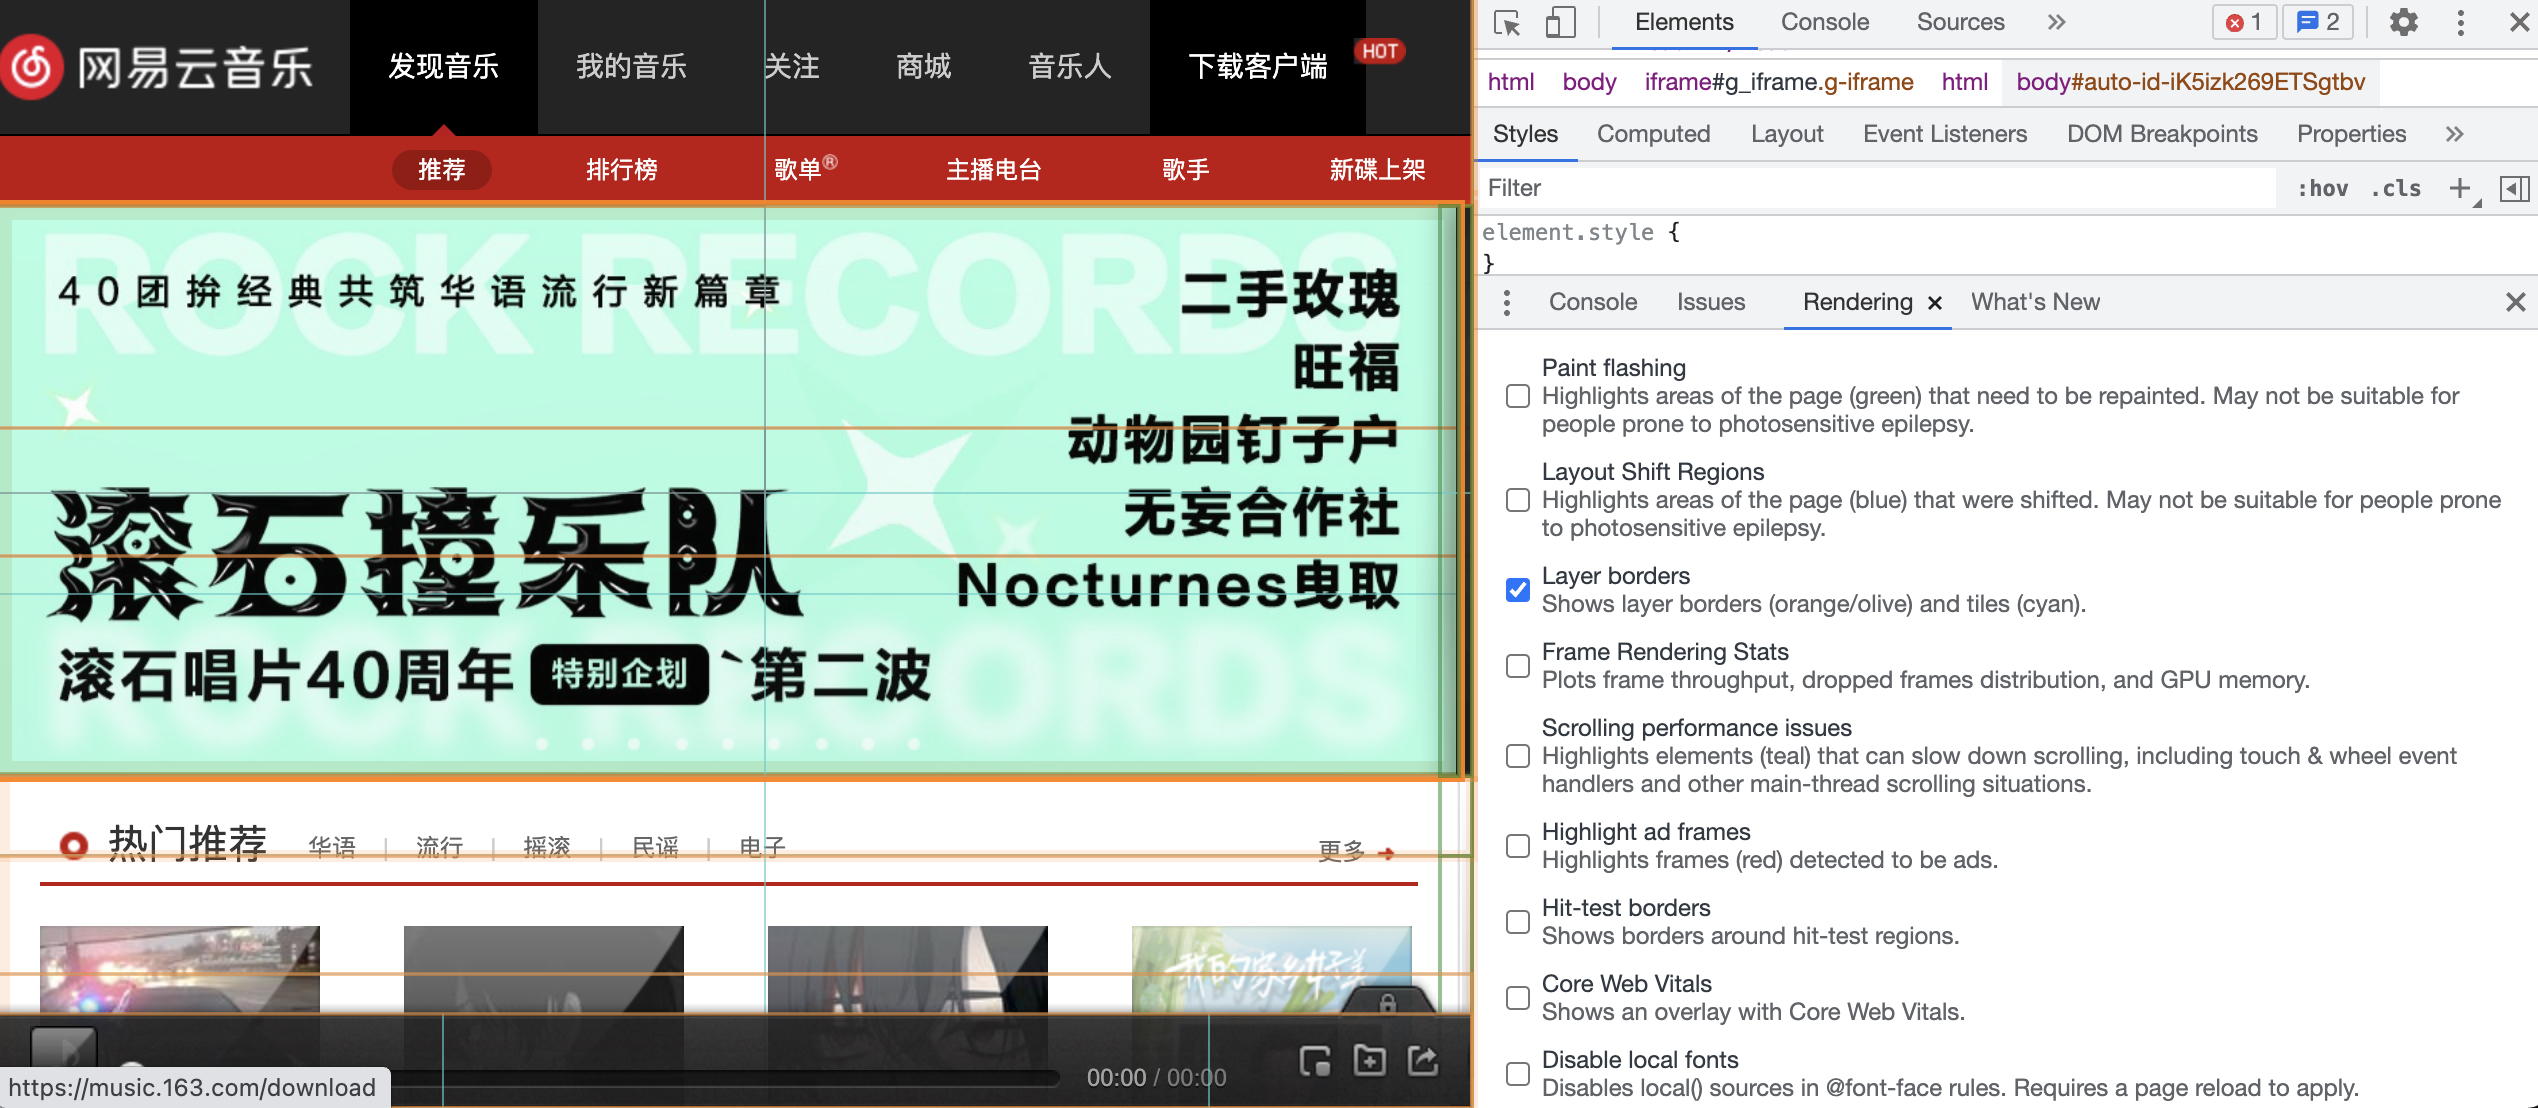 网易云音乐
发现音乐 我的音乐 关注 商城 音乐人 下载客户端 HOT
推荐 排行榜 歌单® 主播电台 歌手 新碟上架
ROCK RECORDS
40团拚经典共筑华语流行新篇章
二手玫瑰
旺福
动物园钉子户
无妄合作社
Nocturnes曳取
滚石撞乐队
滚石唱片40周年 特别企划 第二波
ROCK RECORDS
热门推荐 华语 | 流行 | 摇滚 | 民谣 | 电子 更多
我的家乡好美
00:00 / 00:00
https://music.163.com/download
Elements Console Sources » 1 2
html body iframe#g_iframe.g-iframe html body#auto-id-iK5izk269ETSgtbv
Styles Computed Layout Event Listeners DOM Breakpoints Properties »
Filter :hov .cls +
element.style {
}
Console Issues Rendering × What's New
Paint flashing
Highlights areas of the page (green) that need to be repainted. May not be suitable for
people prone to photosensitive epilepsy.
Layout Shift Regions
Highlights areas of the page (blue) that were shifted. May not be suitable for people prone
to photosensitive epilepsy.
Layer borders
Shows layer borders (orange/olive) and tiles (cyan).
Frame Rendering Stats
Plots frame throughput, dropped frames distribution, and GPU memory.
Scrolling performance issues
Highlights elements (teal) that can slow down scrolling, including touch & wheel event
handlers and other main-thread scrolling situations.
Highlight ad frames
Highlights frames (red) detected to be ads.
Hit-test borders
Shows borders around hit-test regions.
Core Web Vitals
Shows an overlay with Core Web Vitals.
Disable local fonts
Disables local() sources in @font-face rules. Requires a page reload to apply.